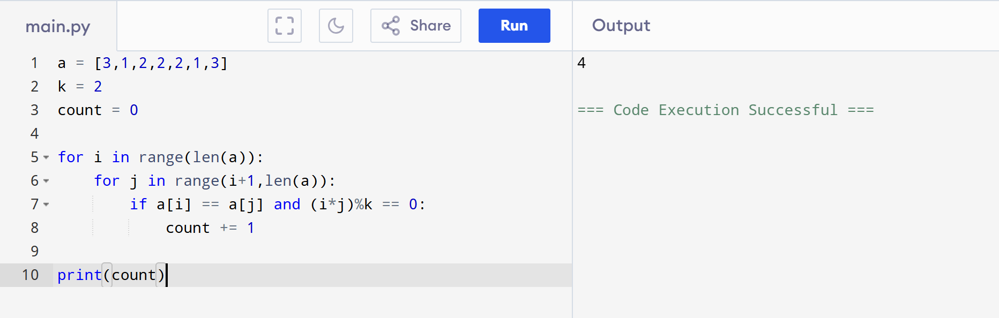 main.py
Share
Run
Output
1 a = [3,1,2,2,2,1,3]
2 k = 2
3 count = 0
4
5 for i in range(len(a)):
6     for j in range(i+1,len(a)):
7         if a[i] == a[j] and (i*j)%k == 0:
8             count += 1
9
10 print(count)
4
=== Code Execution Successful ===